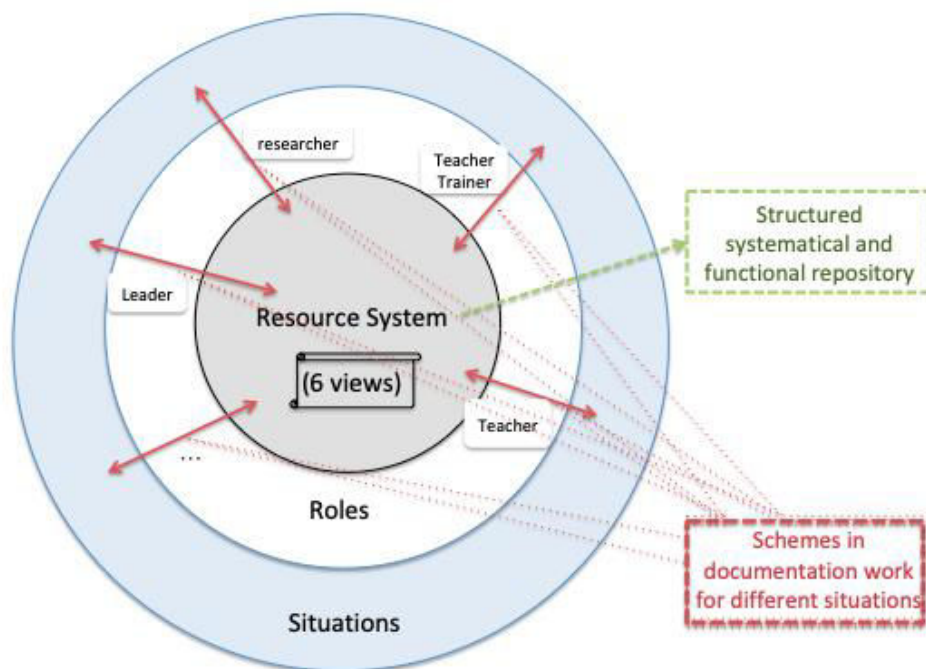 researcher
Teacher
Trainer
Structured
systematical and
functional repository
Leader
Resource System
(6 views)
Teacher
...
Roles
Schemes in
documentation work
for different situations
Situations